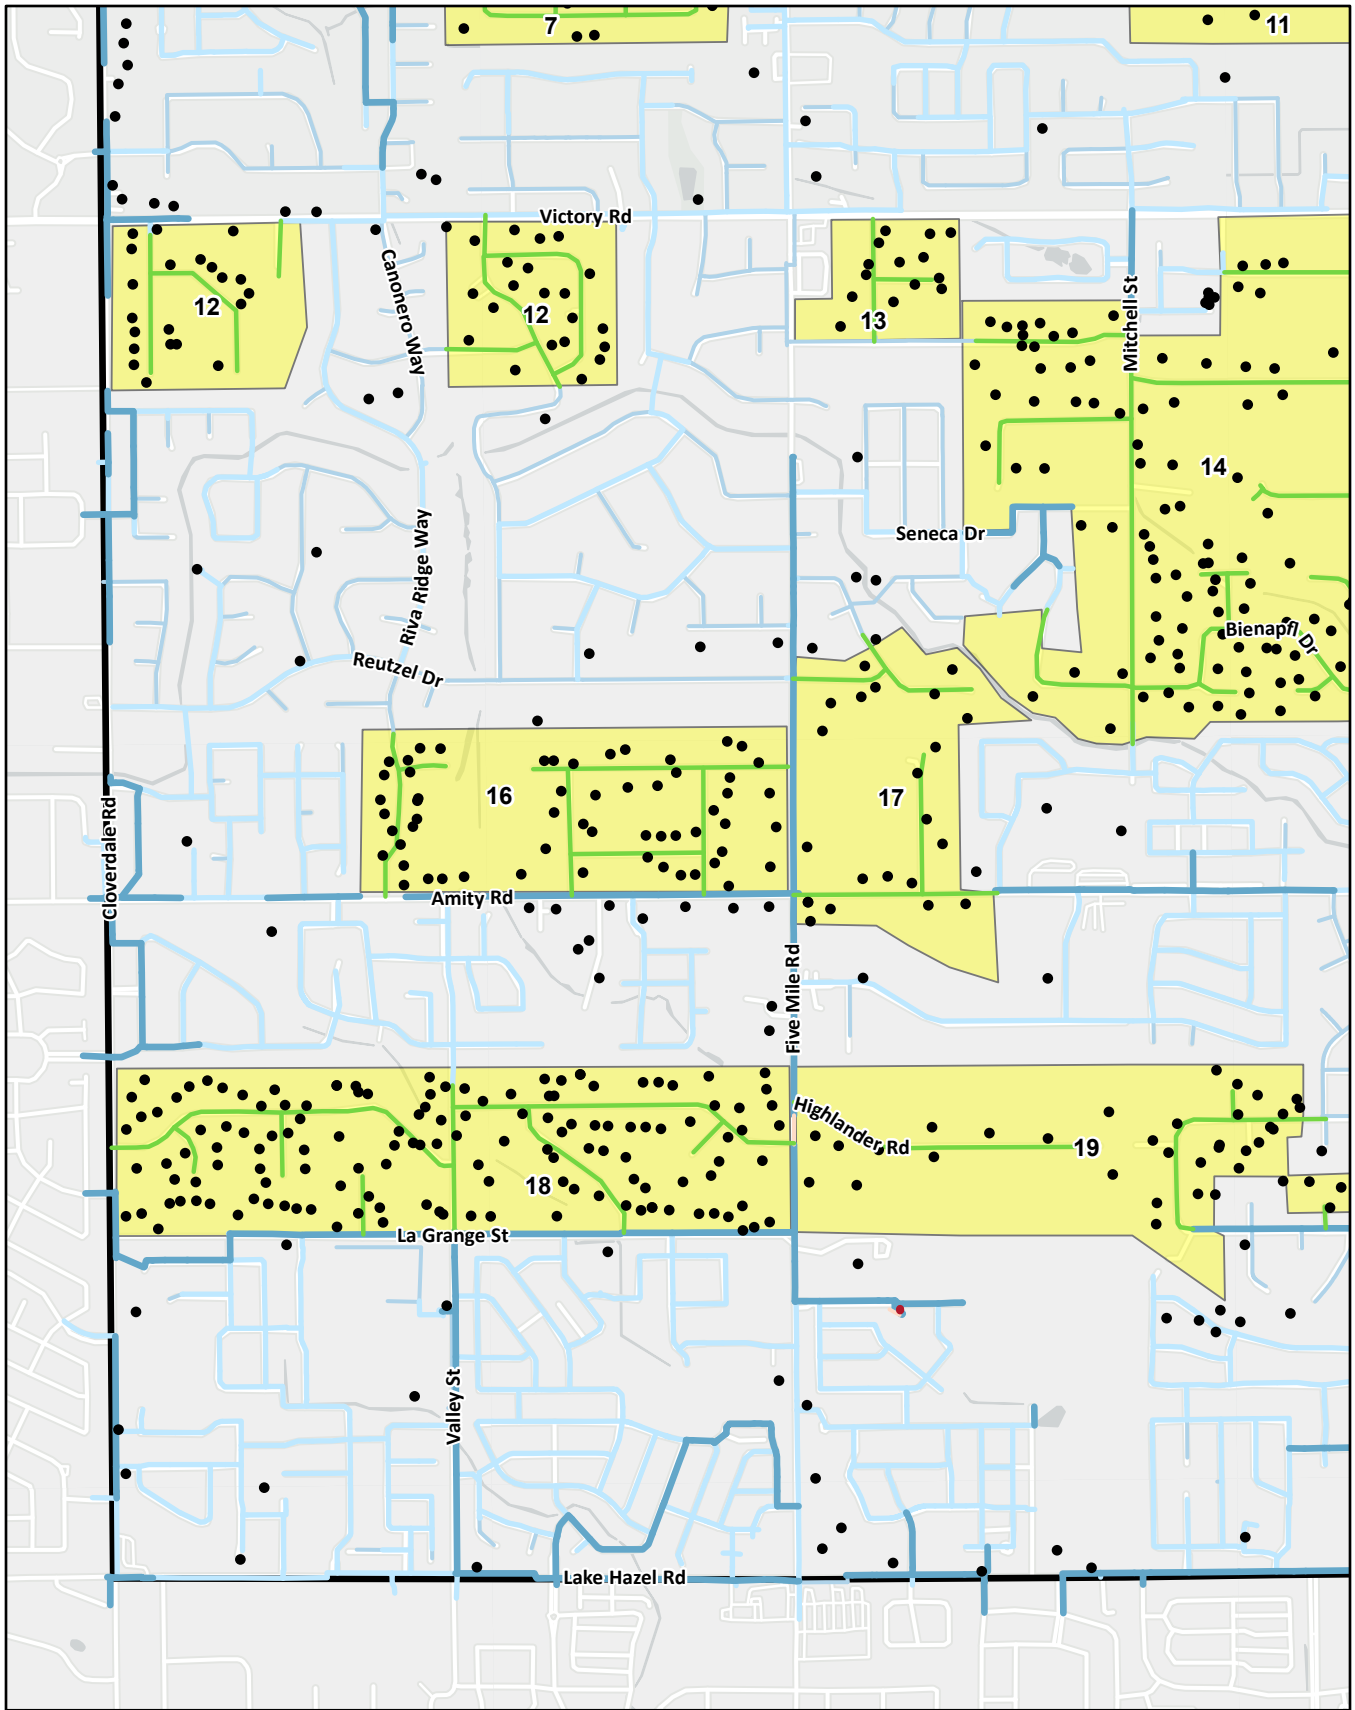 7
11
Victory Rd
Canonero Way
Mitchell St
12
12
13
14
Seneca Dr
Riva Ridge Way
Bienapfl Dr
Reutzel Dr
16
17
Cloverdale Rd
Amity Rd
Five Mile Rd
Highlander Rd
19
18
La Grange St
Valley St
Lake Hazel Rd